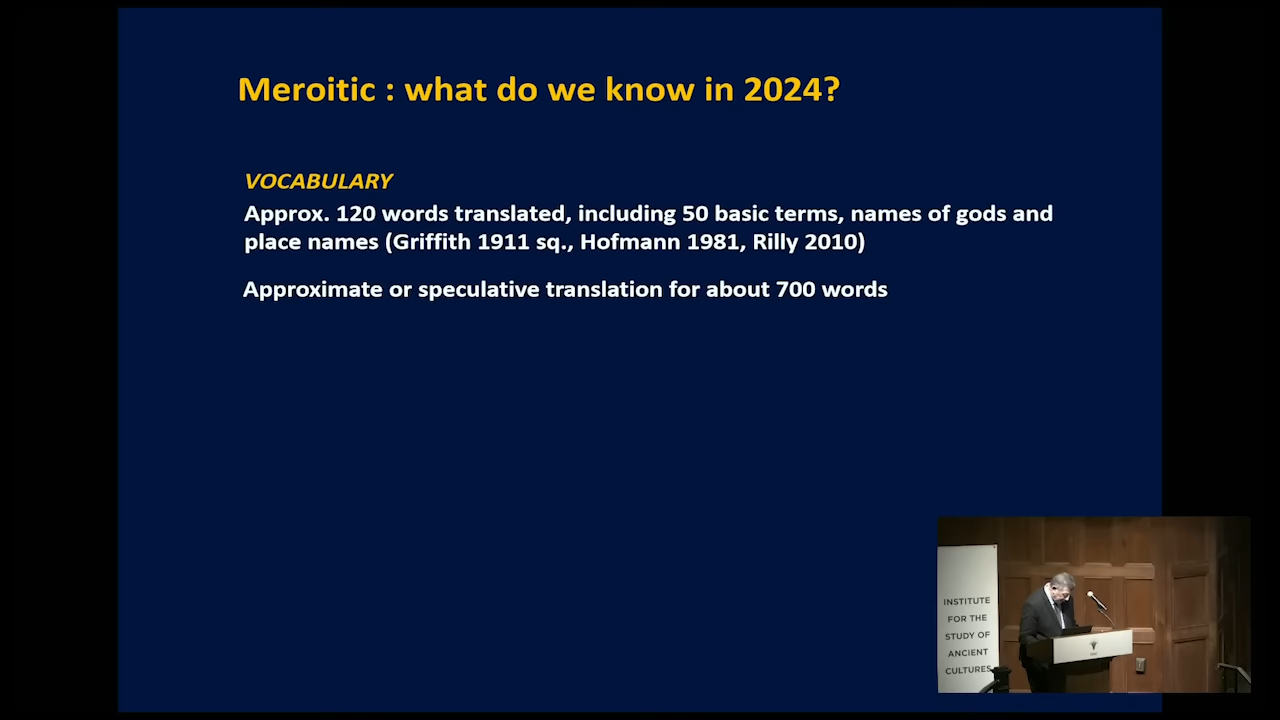 Meroitic : what do we know in 2024?
VOCABULARY
Approx. 120 words translated, including 50 basic terms, names of gods and
place names (Griffith 1911 sq., Hofmann 1981, Rilly 2010)
Approximate or speculative translation for about 700 words
INSTITUTE
FOR THE
STUDY OF
ANCIENT
CULTURES